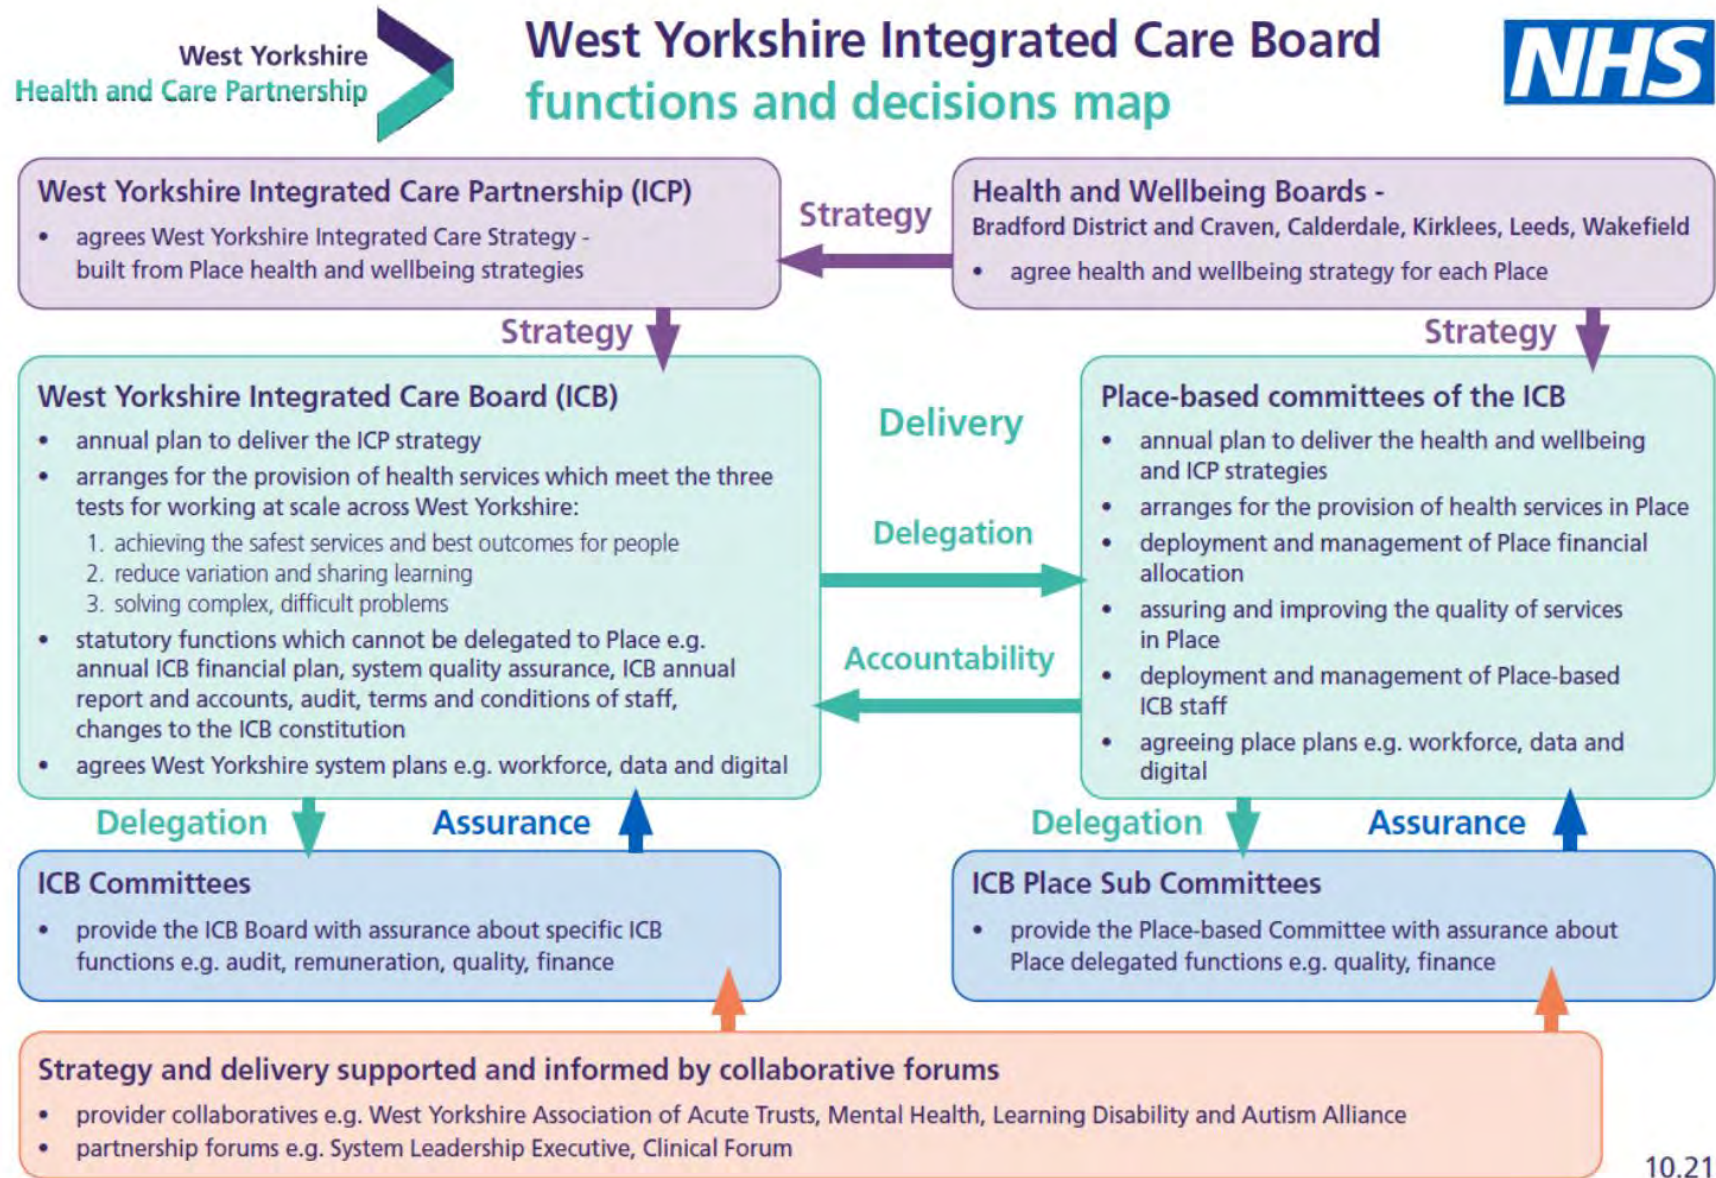 West Yorkshire
Health and Care Partnership
West Yorkshire Integrated Care Board
functions and decisions map
NHS
West Yorkshire Integrated Care Partnership (ICP)
• agrees West Yorkshire Integrated Care Strategy -
built from Place health and wellbeing strategies
Strategy
Health and Wellbeing Boards -
Bradford District and Craven, Calderdale, Kirklees, Leeds, Wakefield
• agree health and wellbeing strategy for each Place
Strategy
Strategy
West Yorkshire Integrated Care Board (ICB)
• annual plan to deliver the ICP strategy
• arranges for the provision of health services which meet the three
tests for working at scale across West Yorkshire:
1. achieving the safest services and best outcomes for people
2. reduce variation and sharing learning
3. solving complex, difficult problems
• statutory functions which cannot be delegated to Place e.g.
annual ICB financial plan, system quality assurance, ICB annual
report and accounts, audit, terms and conditions of staff,
changes to the ICB constitution
• agrees West Yorkshire system plans e.g. workforce, data and digital
Delivery
Delegation
Accountability
Place-based committees of the ICB
• annual plan to deliver the health and wellbeing
and ICP strategies
• arranges for the provision of health services in Place
• deployment and management of Place financial
allocation
• assuring and improving the quality of services
in Place
• deployment and management of Place-based
ICB staff
• agreeing place plans e.g. workforce, data and
digital
Delegation
Assurance
Delegation
Assurance
ICB Committees
• provide the ICB Board with assurance about specific ICB
functions e.g. audit, remuneration, quality, finance
ICB Place Sub Committees
• provide the Place-based Committee with assurance about
Place delegated functions e.g. quality, finance
Strategy and delivery supported and informed by collaborative forums
• provider collaboratives e.g. West Yorkshire Association of Acute Trusts, Mental Health, Learning Disability and Autism Alliance
• partnership forums e.g. System Leadership Executive, Clinical Forum
10.21